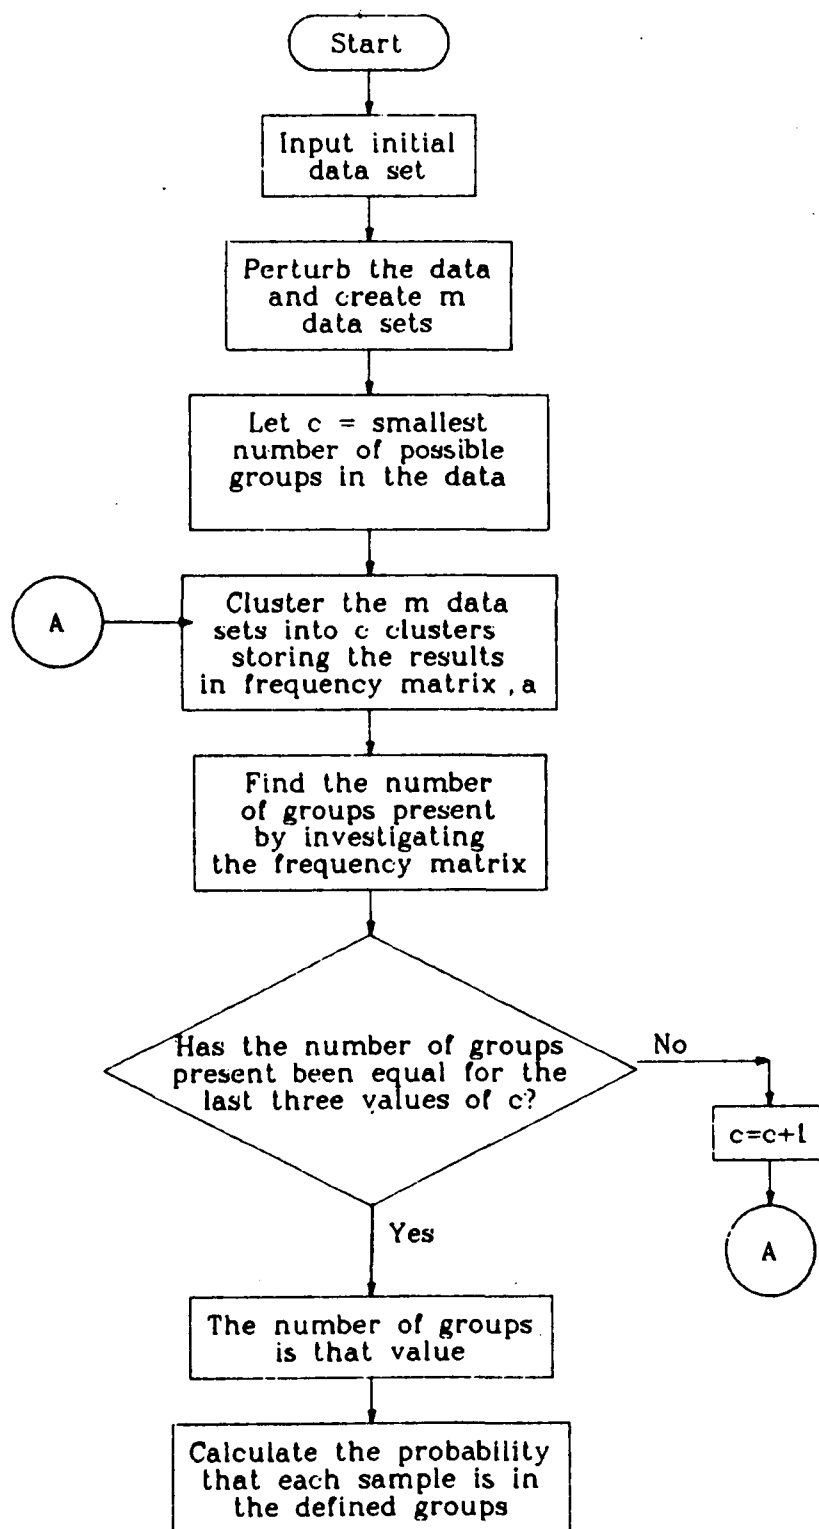 Start
Input initial
data set
Perturb the data
and create m
data sets
Let c = smallest
number of possible
groups in the data
A
Cluster the m data
sets into c clusters
storing the results
in frequency matrix , a
Find the number
of groups present
by investigating
the frequency matrix
Has the number of groups
present been equal for the
last three values of c?
No
c=c+1
A
Yes
The number of groups
is that value
Calculate the probability
that each sample is in
the defined groups